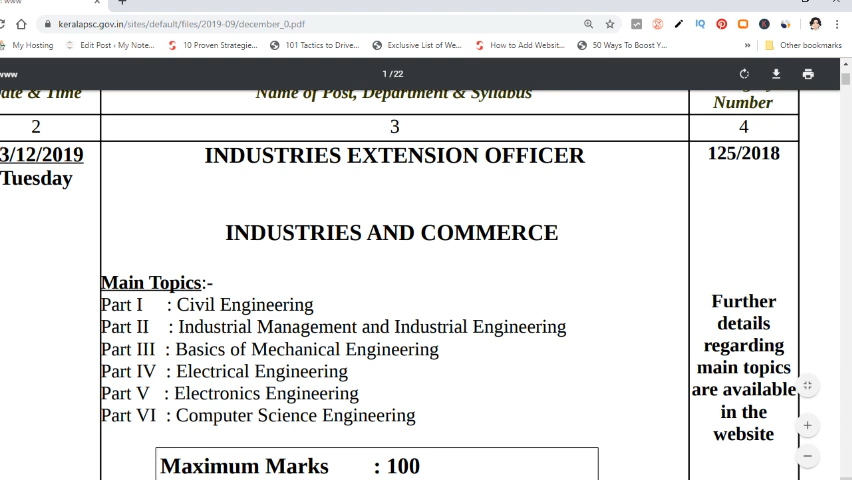 www
keralapsc.gov.in/sites/default/files/2019-09/december_0.pdf
My Hosting Edit Post ‹ My Note... 10 Proven Strategie... 101 Tactics to Drive... Exclusive List of We... How to Add Websit... 50 Ways To Boost Y... » Other bookmarks
www 1 / 22
ate & Time Name of Post, Department & Syllabus
Number
2 3 4
3/12/2019 INDUSTRIES EXTENSION OFFICER 125/2018
Tuesday
INDUSTRIES AND COMMERCE
Main Topics:-
Part I : Civil Engineering
Part II : Industrial Management and Industrial Engineering
Part III : Basics of Mechanical Engineering
Part IV : Electrical Engineering
Part V : Electronics Engineering
Part VI : Computer Science Engineering
Further
details
regarding
main topics
are available
in the
website
Maximum Marks : 100